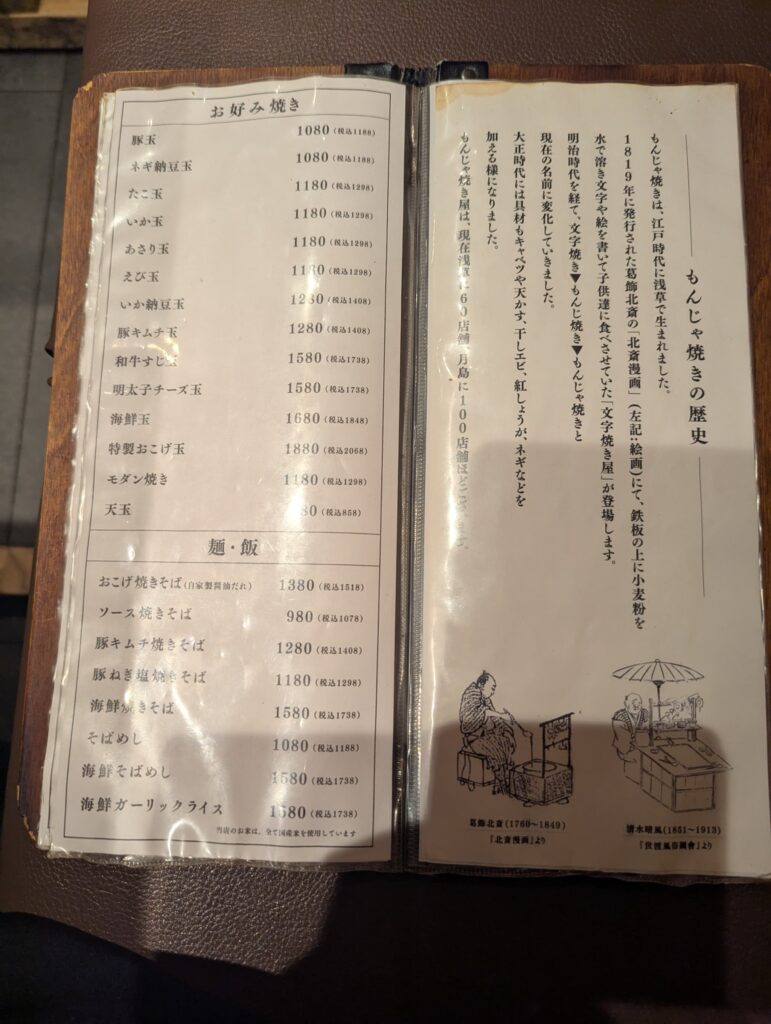 お好み焼き
豚玉 1080(税込1188)
ネギ納豆玉 1080(税込1188)
たこ玉 1180(税込1298)
いか玉 1180(税込1298)
あさり玉 1180(税込1298)
えび玉 1180(税込1298)
いか納豆玉 1280(税込1408)
豚キムチ玉 1280(税込1408)
和牛すじ玉 1580(税込1738)
明太子チーズ玉 1580(税込1738)
海鮮玉 1680(税込1848)
特製おこげ玉 1880(税込2068)
モダン焼き 1180(税込1298)
天玉 80(税込858)
麺・飯
おこげ焼きそば(自家製醤油だれ) 1380(税込1518)
ソース焼きそば 980(税込1078)
豚キムチ焼きそば 1280(税込1408)
豚ねぎ塩焼きそば 1180(税込1298)
海鮮焼きそば 1580(税込1738)
そばめし 1080(税込1188)
海鮮そばめし 1580(税込1738)
海鮮ガーリックライス 1580(税込1738)
当店のお米は、全て国産米を使用しています
もんじゃ焼きの歴史
もんじゃ焼きは、江戸時代に浅草で生まれました。
1819年に発行された葛飾北斎の「北斎漫画」(左記:絵画)にて、鉄板の上に小麦粉を
水で溶き文字や絵を書いて子供達に食べさせていた「文字焼き屋」が登場します。
明治時代を経て、文字焼き▼もんじ焼き▼もんじゃ焼きと
現在の名前に変化していきました。
大正時代には具材もキャベツや天かす、干しエビ、紅しょうが、ネギなどを
加える様になりました。
もんじゃ焼き屋は、現在浅草に60店舗、月島に100店舗ほど
葛飾北斎(1760〜1849)
『北斎漫画』より
清水晴風(1851〜1913)
『世渡風俗圖會』より